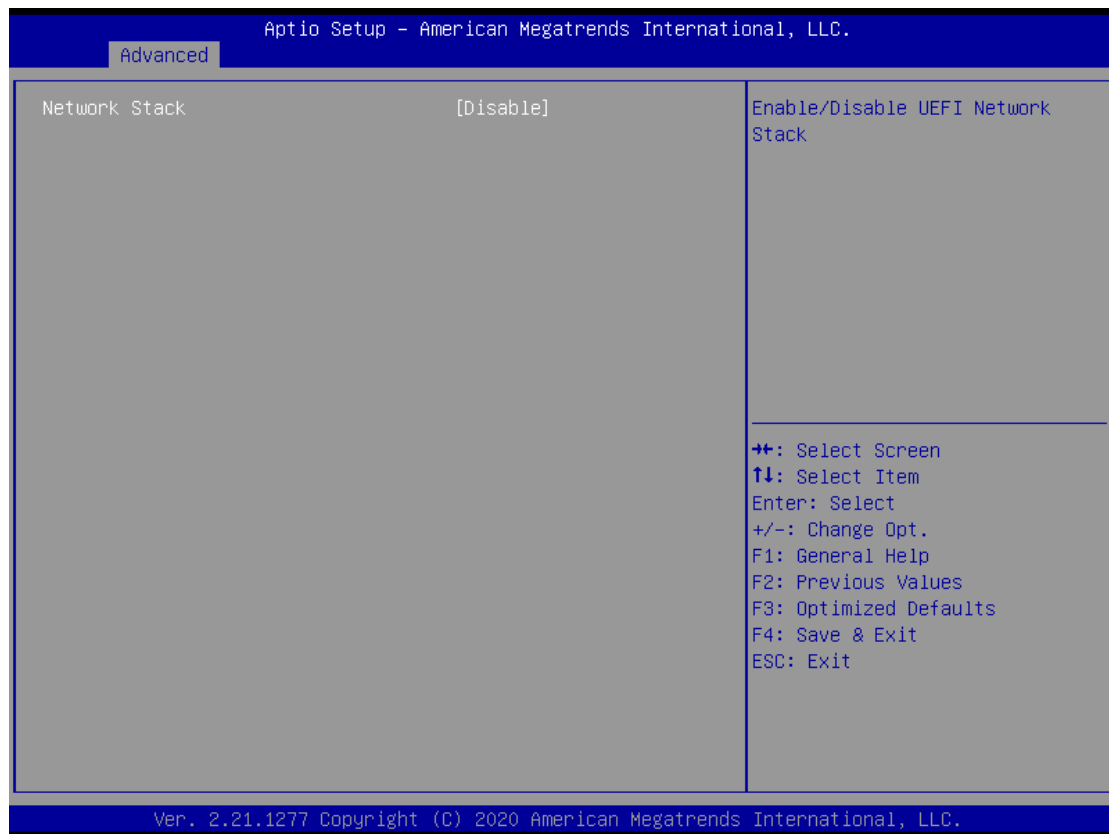 Aptio Setup – American Megatrends International, LLC.
Advanced
Network Stack [Disable]
Enable/Disable UEFI Network
Stack
→←: Select Screen
↑↓: Select Item
Enter: Select
+/-: Change Opt.
F1: General Help
F2: Previous Values
F3: Optimized Defaults
F4: Save & Exit
ESC: Exit
Ver. 2.21.1277 Copyright (C) 2020 American Megatrends International, LLC.